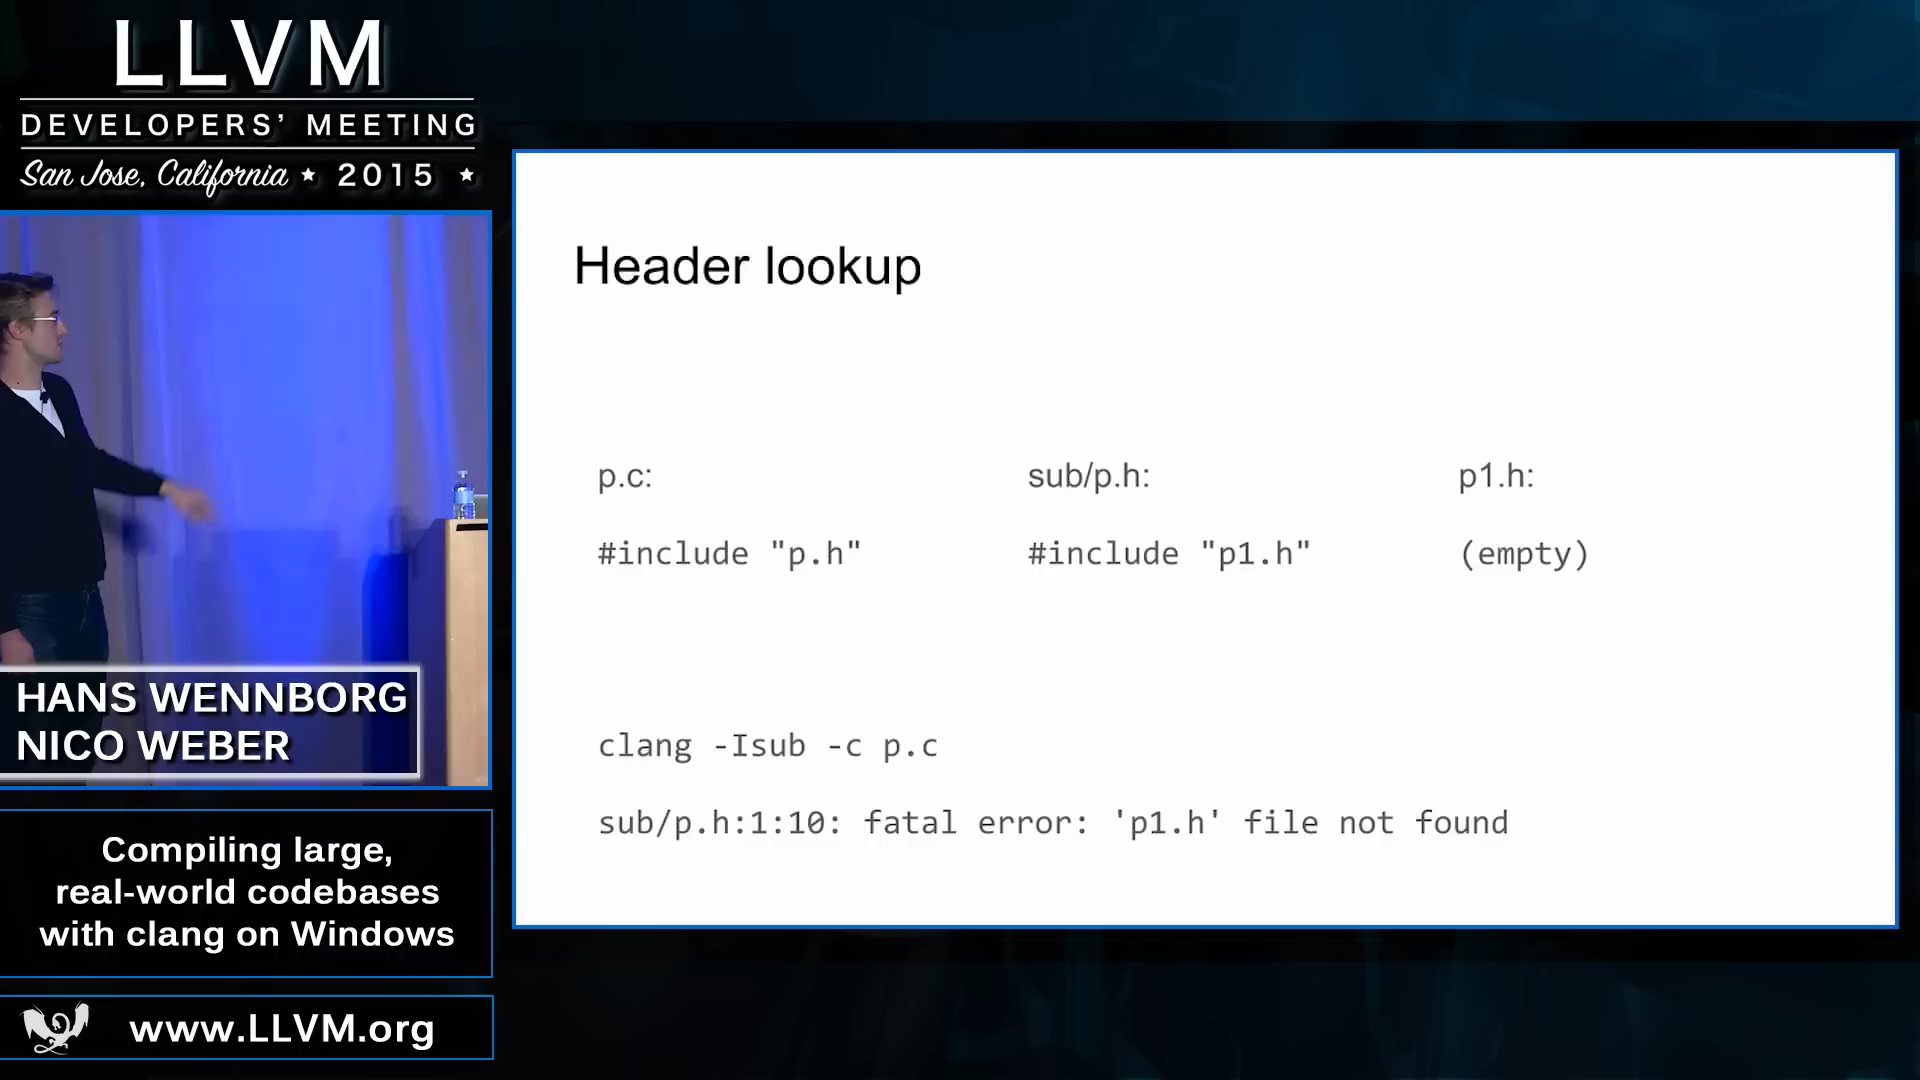 LLVM
DEVELOPERS’ MEETING
San Jose, California ★ 2015 ★
HANS WENNBORG
NICO WEBER
Compiling large,
real-world codebases
with clang on Windows
www.LLVM.org
Header lookup
p.c:
#include "p.h"
sub/p.h:
#include "p1.h"
p1.h:
(empty)
clang -Isub -c p.c
sub/p.h:1:10: fatal error: 'p1.h' file not found